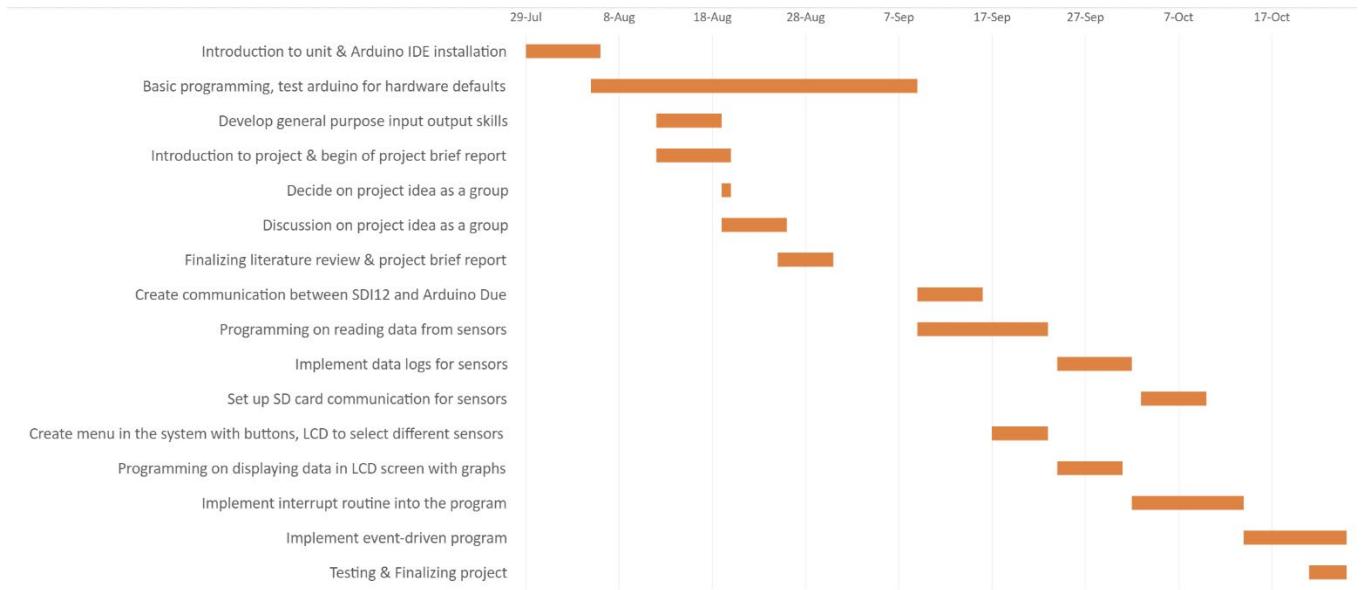 29-Jul 8-Aug 18-Aug 28-Aug 7-Sep 17-Sep 27-Sep 7-Oct 17-Oct
Introduction to unit & Arduino IDE installation
Basic programming, test arduino for hardware defaults
Develop general purpose input output skills
Introduction to project & begin of project brief report
Decide on project idea as a group
Discussion on project idea as a group
Finalizing literature review & project brief report
Create communication between SDI12 and Arduino Due
Programming on reading data from sensors
Implement data logs for sensors
Set up SD card communication for sensors
Create menu in the system with buttons, LCD to select different sensors
Programming on displaying data in LCD screen with graphs
Implement interrupt routine into the program
Implement event-driven program
Testing & Finalizing project